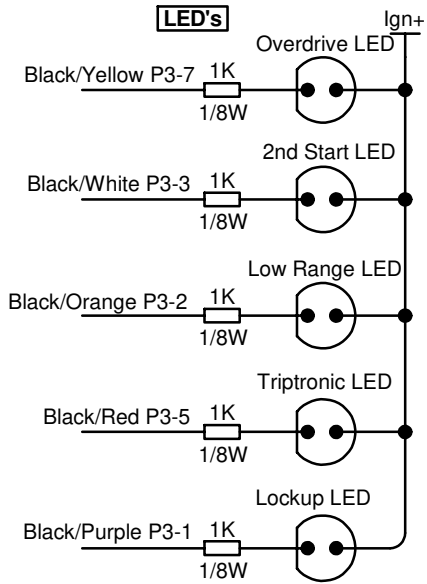 LED's
Ign+
Overdrive LED
Black/Yellow P3-7
1K
1/8W
2nd Start LED
Black/White P3-3
1K
1/8W
Low Range LED
Black/Orange P3-2
1K
1/8W
Triptronic LED
Black/Red P3-5
1K
1/8W
Lockup LED
Black/Purple P3-1
1K
1/8W